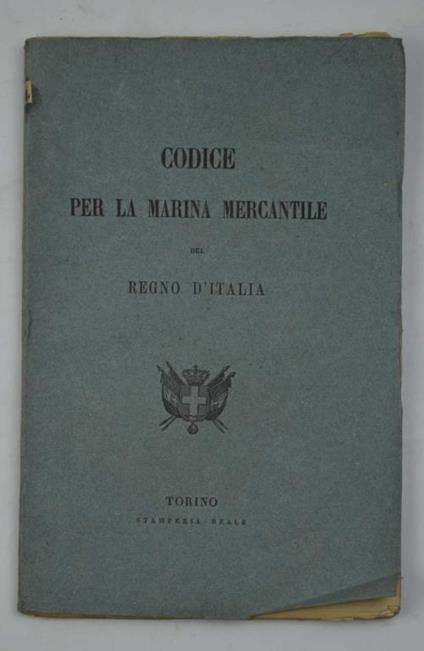 CODICE
PER LA MARINA MERCANTILE
DEL
REGNO D'ITALIA
TORINO
STAMPERIA REALE